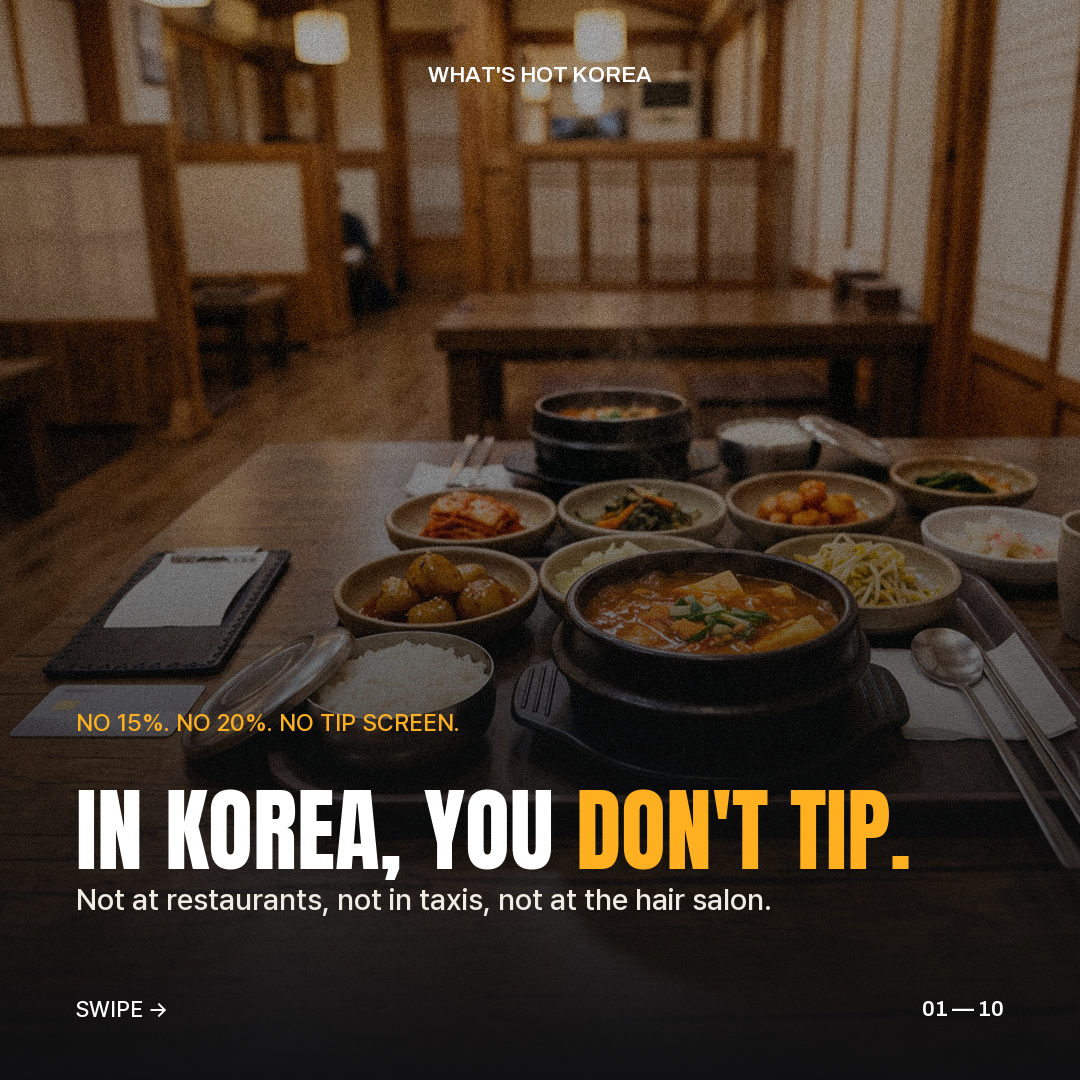 WHAT'S HOT KOREA
NO 15%. NO 20%. NO TIP SCREEN.
IN KOREA, YOU DON'T TIP.
Not at restaurants, not in taxis, not at the hair salon.
SWIPE →
01 — 10